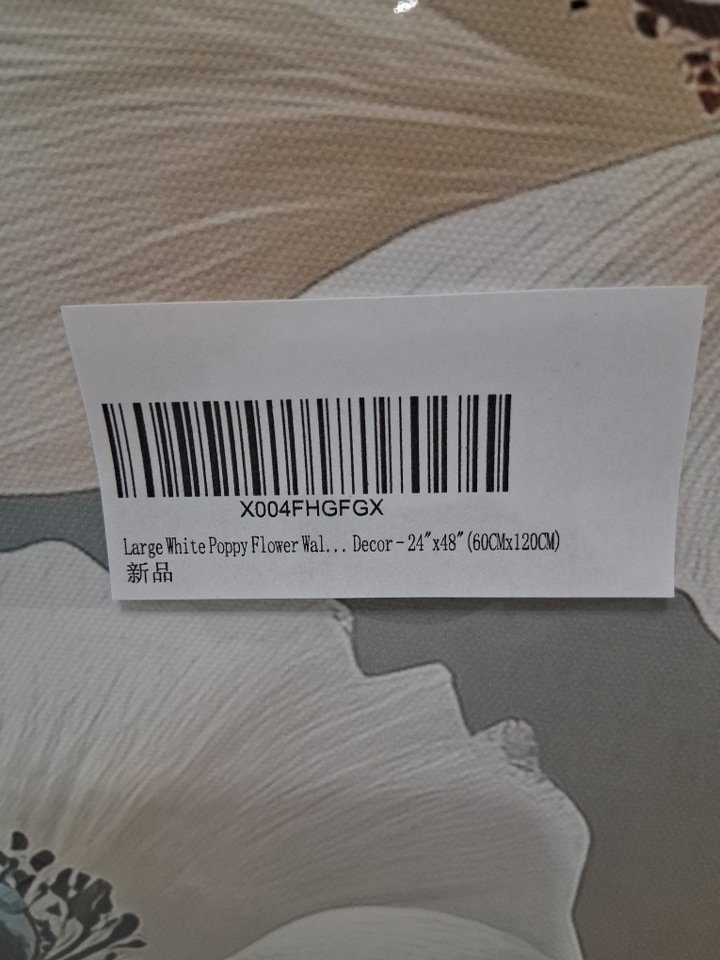 X004FHGFGX
Large White Poppy Flower Wal... Decor - 24"x48"(60CMx120CM)
新品